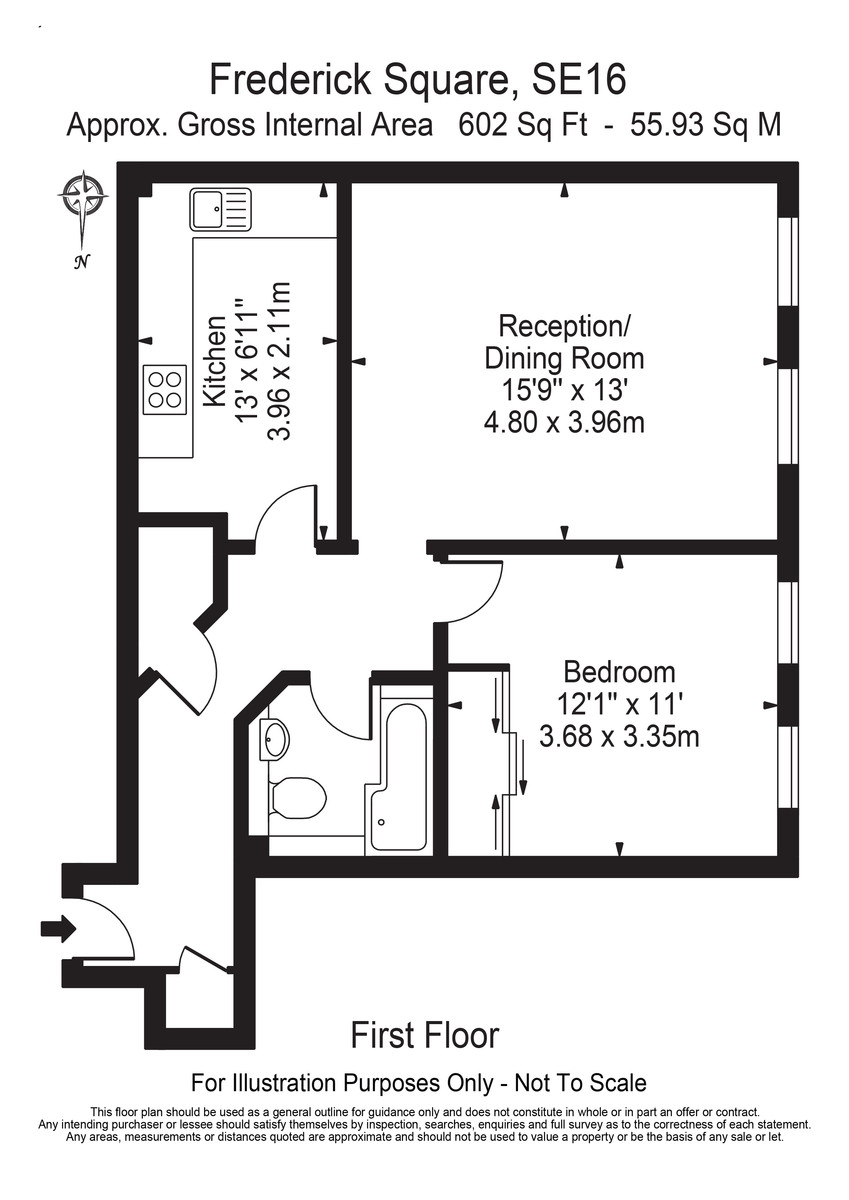 Frederick Square, SE16
Approx. Gross Internal Area 602 Sq Ft - 55.93 Sq M
N
Kitchen
13' x 6'11"
3.96 x 2.11m
Reception/
Dining Room
15'9" x 13'
4.80 x 3.96m
Bedroom
12'1" x 11'
3.68 x 3.35m
First Floor
For Illustration Purposes Only - Not To Scale
This floor plan should be used as a general outline for guidance only and does not constitute in whole or in part an offer or contract.
Any intending purchaser or lessee should satisfy themselves by inspection, searches, enquiries and full survey as to the correctness of each statement.
Any areas, measurements or distances quoted are approximate and should not be used to value a property or be the basis of any sale or let.